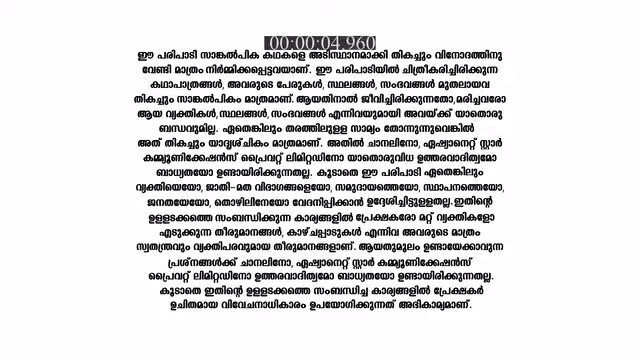 00:00:04.960
ഈ പരിപാടി സാങ്കൽപിക കഥകളെ അടിസ്ഥാനമാക്കി തികച്ചും വിനോദത്തിനു
വേണ്ടി മാത്രം നിർമ്മിക്കപ്പെട്ടവയാണ്. ഈ പരിപാടിയിൽ ചിത്രീകരിച്ചിരിക്കുന്ന
കഥാപാത്രങ്ങൾ, അവരുടെ പേരുകൾ, സ്ഥലങ്ങൾ, സംഭവങ്ങൾ മുതലായവ
തികച്ചും സാങ്കൽപികം മാത്രമാണ്. ആയതിനാൽ ജീവിച്ചിരിക്കുന്നതോ,മരിച്ചവരോ
ആയ വ്യക്തികൾ,സ്ഥലങ്ങൾ,സംഭവങ്ങൾ എന്നിവയുമായി അവയ്ക്ക് യാതൊരു
ബന്ധവുമില്ല. ഏതെങ്കിലും തരത്തിലുളള സാമ്യം തോന്നുന്നുവെങ്കിൽ
അത് തികച്ചും യാദൃശ്ചികം മാത്രമാണ്. അതിൽ ചാനലിനോ, ഏഷ്യാനെറ്റ് സ്റ്റാർ
കമ്മ്യൂണിക്കേഷൻസ് പ്രൈവറ്റ് ലിമിറ്റഡിനോ യാതൊരുവിധ ഉത്തരവാദിത്വമോ
ബാധ്യതയോ ഉണ്ടായിരിക്കുന്നതല്ല. കൂടാതെ ഈ പരിപാടി ഏതെങ്കിലും
വ്യക്തിയെയോ, ജാതി-മത വിഭാഗങ്ങളെയോ, സമുദായത്തെയോ, സ്ഥാപനത്തെയോ,
ജനതയേയോ, തൊഴിലിനേയോ വേദനിപ്പിക്കാൻ ഉദ്ദേശിച്ചിട്ടുളളതല്ല.ഇതിന്റെ
ഉളളടക്കത്തെ സംബന്ധിക്കുന്ന കാര്യങ്ങളിൽ പ്രേക്ഷകരോ മറ്റ് വ്യക്തികളോ
എടുക്കുന്ന തീരുമാനങ്ങൾ, കാഴ്ചപ്പാടുകൾ എന്നിവ അവരുടെ മാത്രം
സ്വതന്ത്രവും വ്യക്തിപരവുമായ തീരുമാനങ്ങളാണ്. ആയതുമൂലം ഉണ്ടായേക്കാവുന്ന
പ്രശ്നങ്ങൾക്ക് ചാനലിനോ, ഏഷ്യാനെറ്റ് സ്റ്റാർ കമ്മ്യൂണിക്കേഷൻസ്
പ്രൈവറ്റ് ലിമിറ്റഡിനോ ഉത്തരവാദിത്വമോ ബാധ്യതയോ ഉണ്ടായിരിക്കുന്നതല്ല.
കൂടാതെ ഇതിന്റെ ഉളളടക്കത്തെ സംബന്ധിച്ച കാര്യങ്ങളിൽ പ്രേക്ഷകർ
ഉചിതമായ വിവേചനാധികാരം ഉപയോഗിക്കുന്നത് അഭികാമ്യമാണ്.